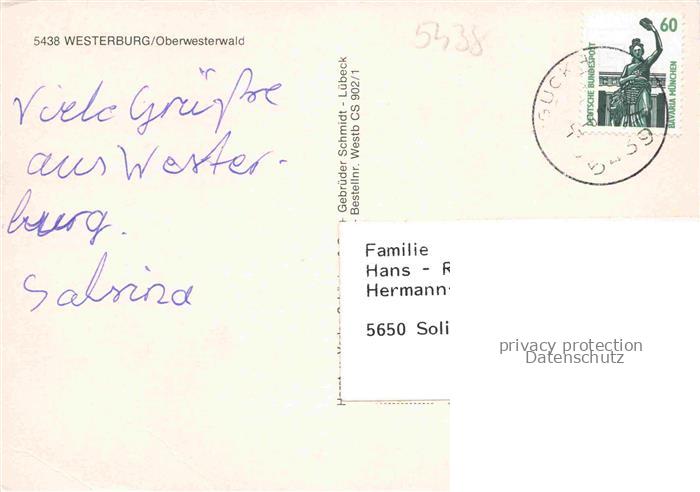 5438 WESTERBURG/Oberwesterwald
Viele Grüße
aus Wester-
burg.
Sabrina
Gebrüder Schmidt - Lübeck
- Bestellnr. Westb CS 902/1
5438
60
DEUTSCHE BUNDESPOST
BAVARIA MÜNCHEN
5439
Familie
Hans - R
Hermann-
5650 Soli
privacy protection
Datenschutz